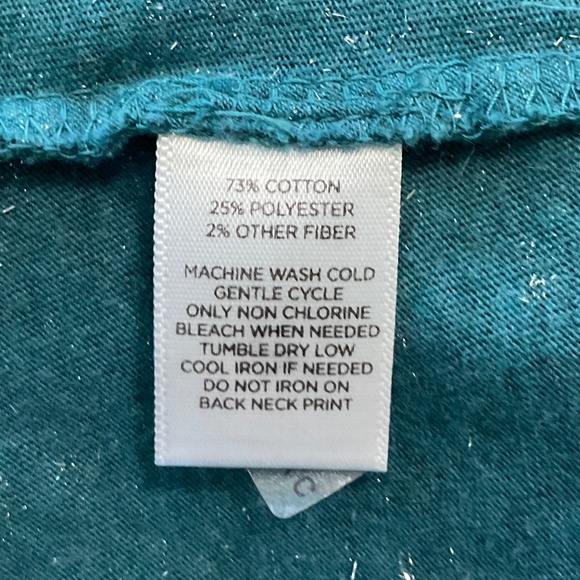 73% COTTON
25% POLYESTER
2% OTHER FIBER
MACHINE WASH COLD
GENTLE CYCLE
ONLY NON CHLORINE
BLEACH WHEN NEEDED
TUMBLE DRY LOW
COOL IRON IF NEEDED
DO NOT IRON ON
BACK NECK PRINT